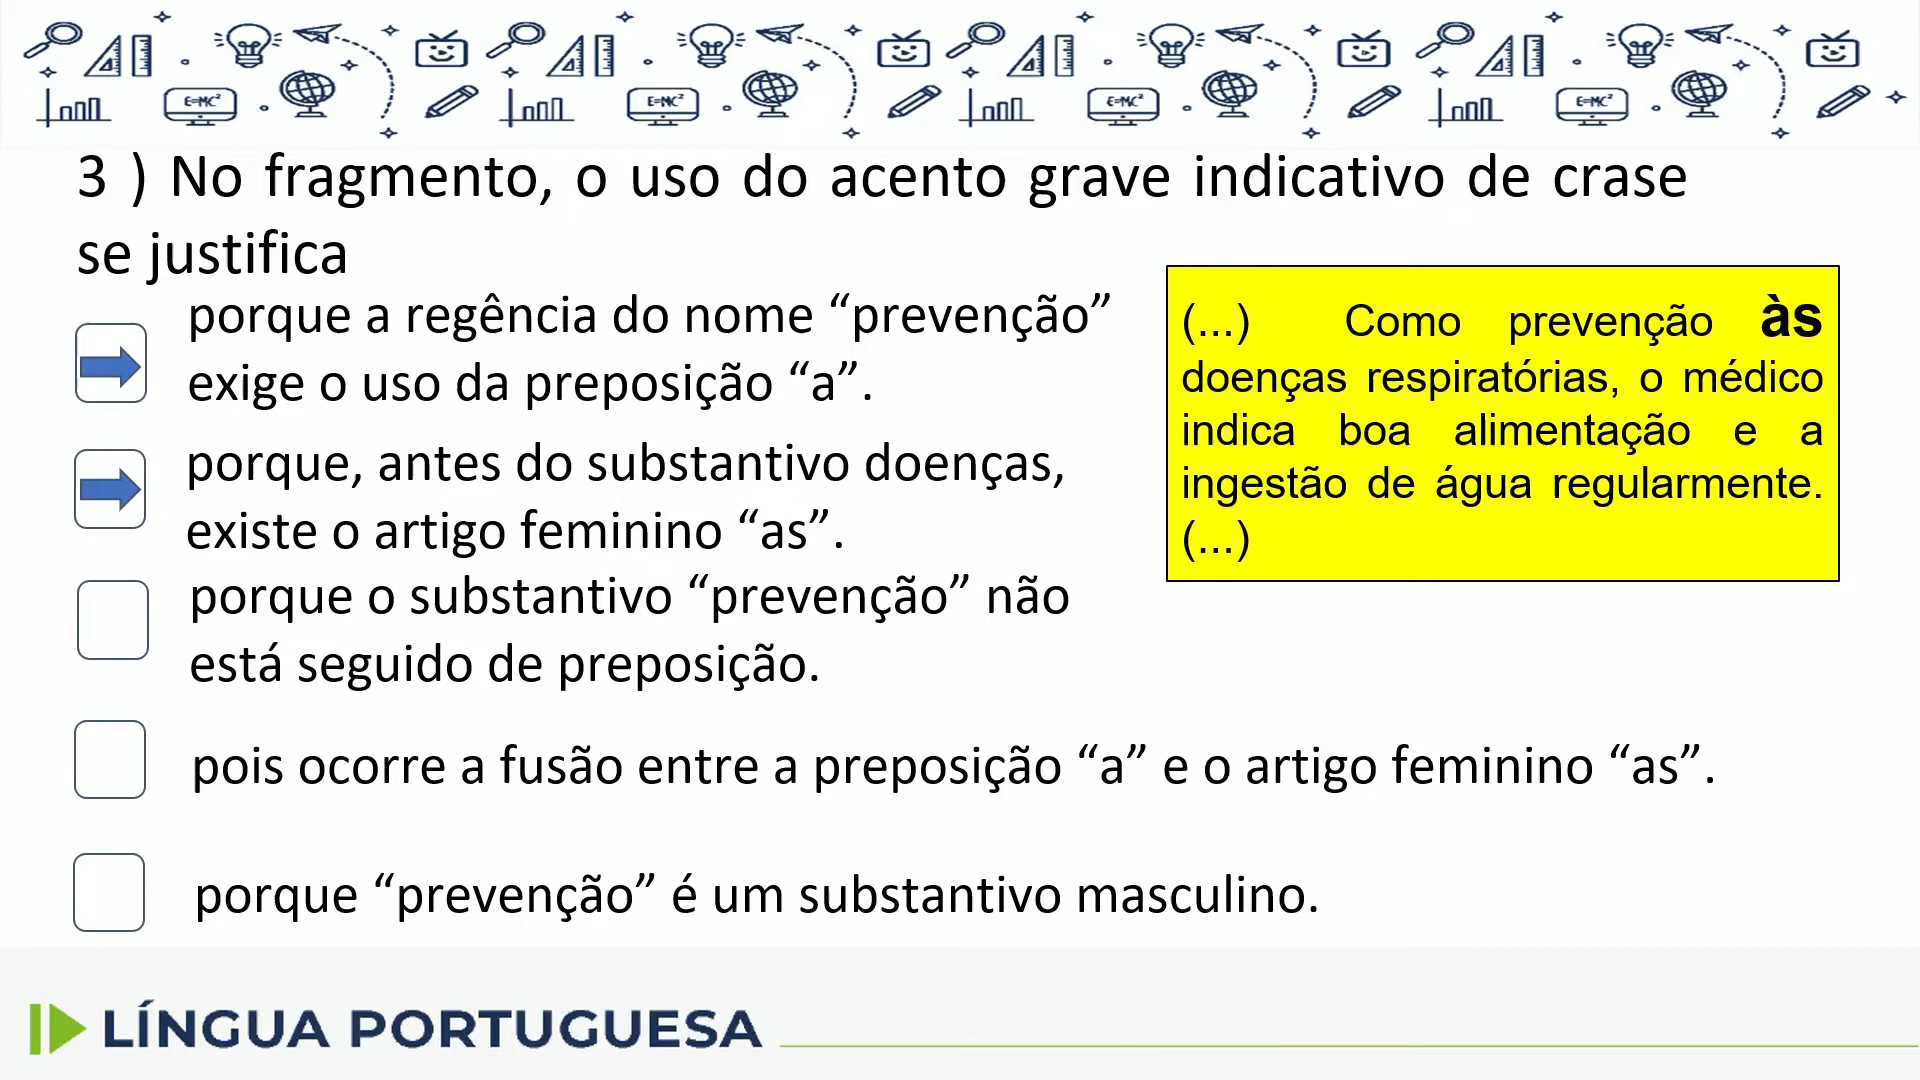 E=MC²
E=MC²
E=MC²
E=MC²
3 ) No fragmento, o uso do acento grave indicativo de crase
se justifica
porque a regência do nome “prevenção”
exige o uso da preposição “a”.
porque, antes do substantivo doenças,
existe o artigo feminino “as”.
porque o substantivo “prevenção” não
está seguido de preposição.
pois ocorre a fusão entre a preposição “a” e o artigo feminino “as”.
porque “prevenção” é um substantivo masculino.
(...) Como prevenção às
doenças respiratórias, o médico
indica boa alimentação e a
ingestão de água regularmente.
(...)
LÍNGUA PORTUGUESA